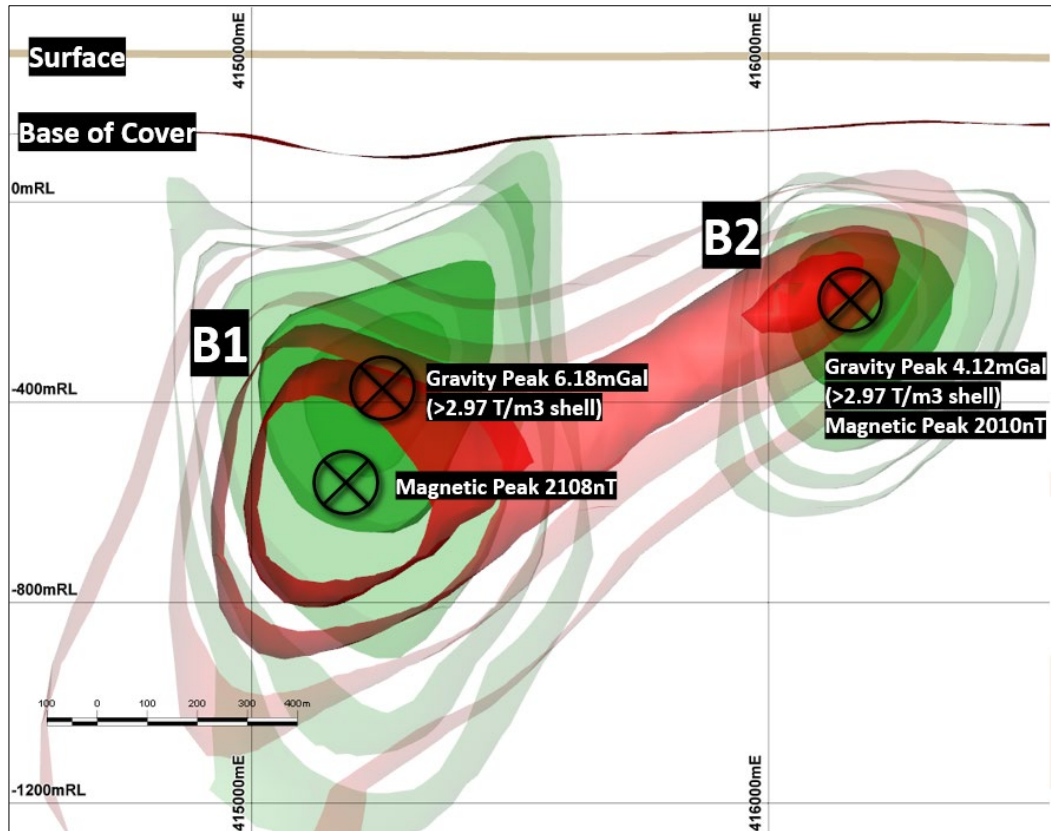 415000mE
416000mE
Surface
Base of Cover
0mRL
B2
B1
Gravity Peak 6.18mGal
(>2.97 T/m3 shell)
Gravity Peak 4.12mGal
(>2.97 T/m3 shell)
Magnetic Peak 2010nT
-400mRL
Magnetic Peak 2108nT
-800mRL
100 0 100 200 300 400m
-1200mRL
415000mE
416000mE